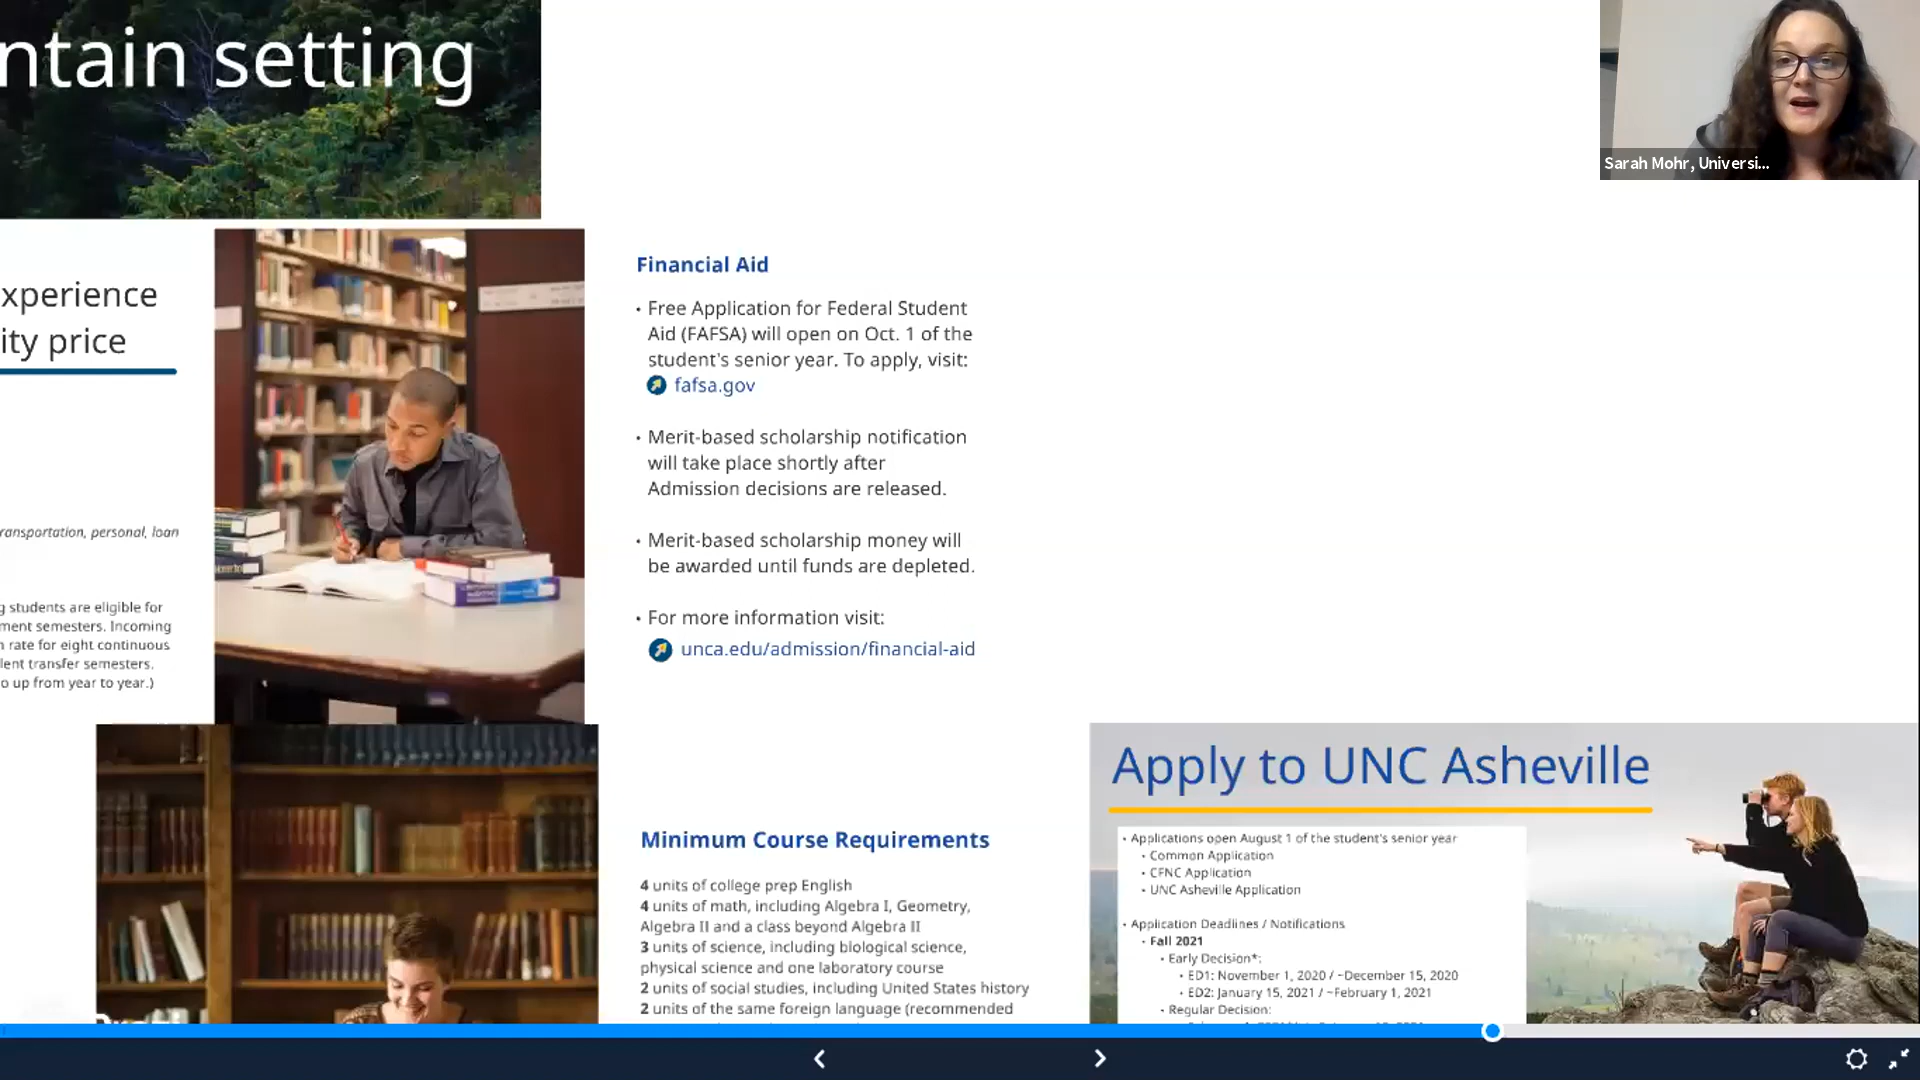 ntain setting
Sarah Mohr, Universi...
xperience
ity price
ransportation, personal, loan
g students are eligible for
ment semesters. Incoming
n rate for eight continuous
lent transfer semesters.
o up from year to year.)
Financial Aid
• Free Application for Federal Student
Aid (FAFSA) will open on Oct. 1 of the
student's senior year. To apply, visit:
fafsa.gov
• Merit-based scholarship notification
will take place shortly after
Admission decisions are released.
• Merit-based scholarship money will
be awarded until funds are depleted.
• For more information visit:
unca.edu/admission/financial-aid
Minimum Course Requirements
4 units of college prep English
4 units of math, including Algebra I, Geometry,
Algebra II and a class beyond Algebra II
3 units of science, including biological science,
physical science and one laboratory course
2 units of social studies, including United States history
2 units of the same foreign language (recommended
Apply to UNC Asheville
• Applications open August 1 of the student's senior year
• Common Application
• CFNC Application
• UNC Asheville Application
• Application Deadlines / Notifications
• Fall 2021
• Early Decision*:
• ED1: November 1, 2020 / ~December 15, 2020
• ED2: January 15, 2021 / ~February 1, 2021
• Regular Decision: